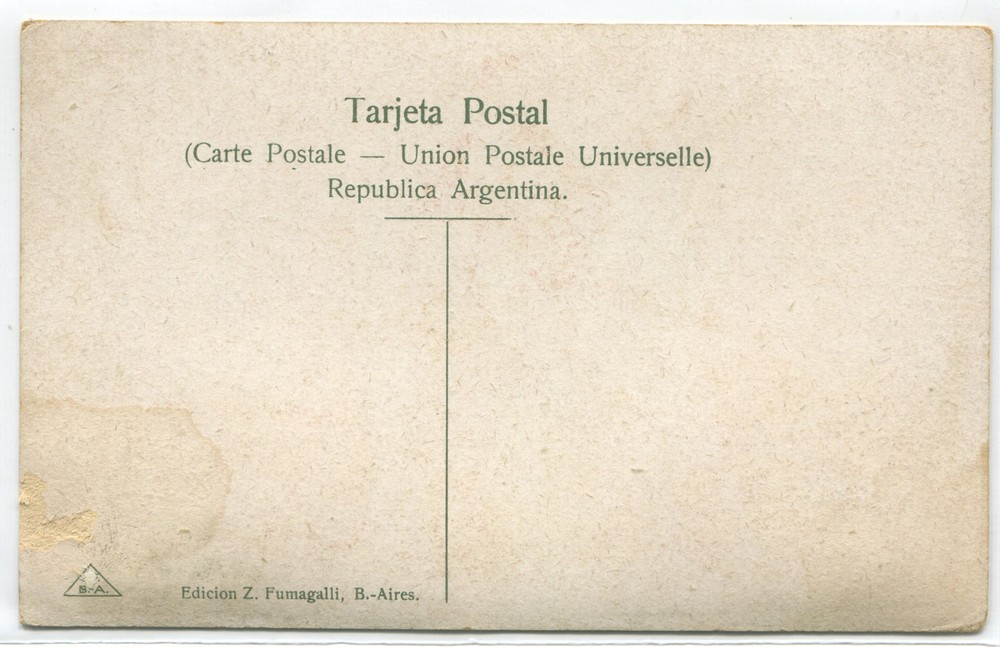 Tarjeta Postal
(Carte Postale — Union Postale Universelle)
Republica Argentina.
B.-A.
Edicion Z. Fumagalli, B.-Aires.